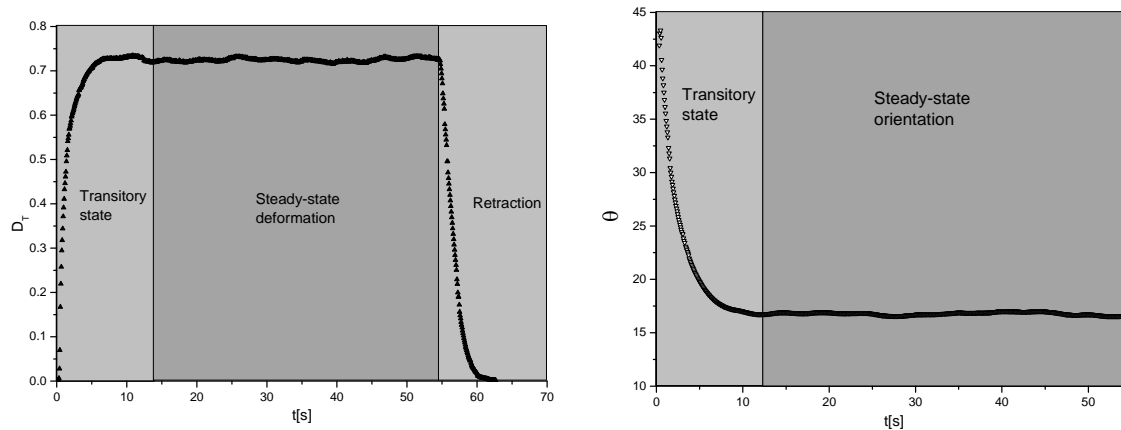 0.8
0.7
0.6
0.5
0.4
0.3
0.2
0.1
0.0
D_T
Transitory
state
Steady-state
deformation
Retraction
0 10 20 30 40 50 60 70
t[s]
45
40
35
30
25
20
15
10
θ
Transitory
state
Steady-state
orientation
0 10 20 30 40 50
t[s]